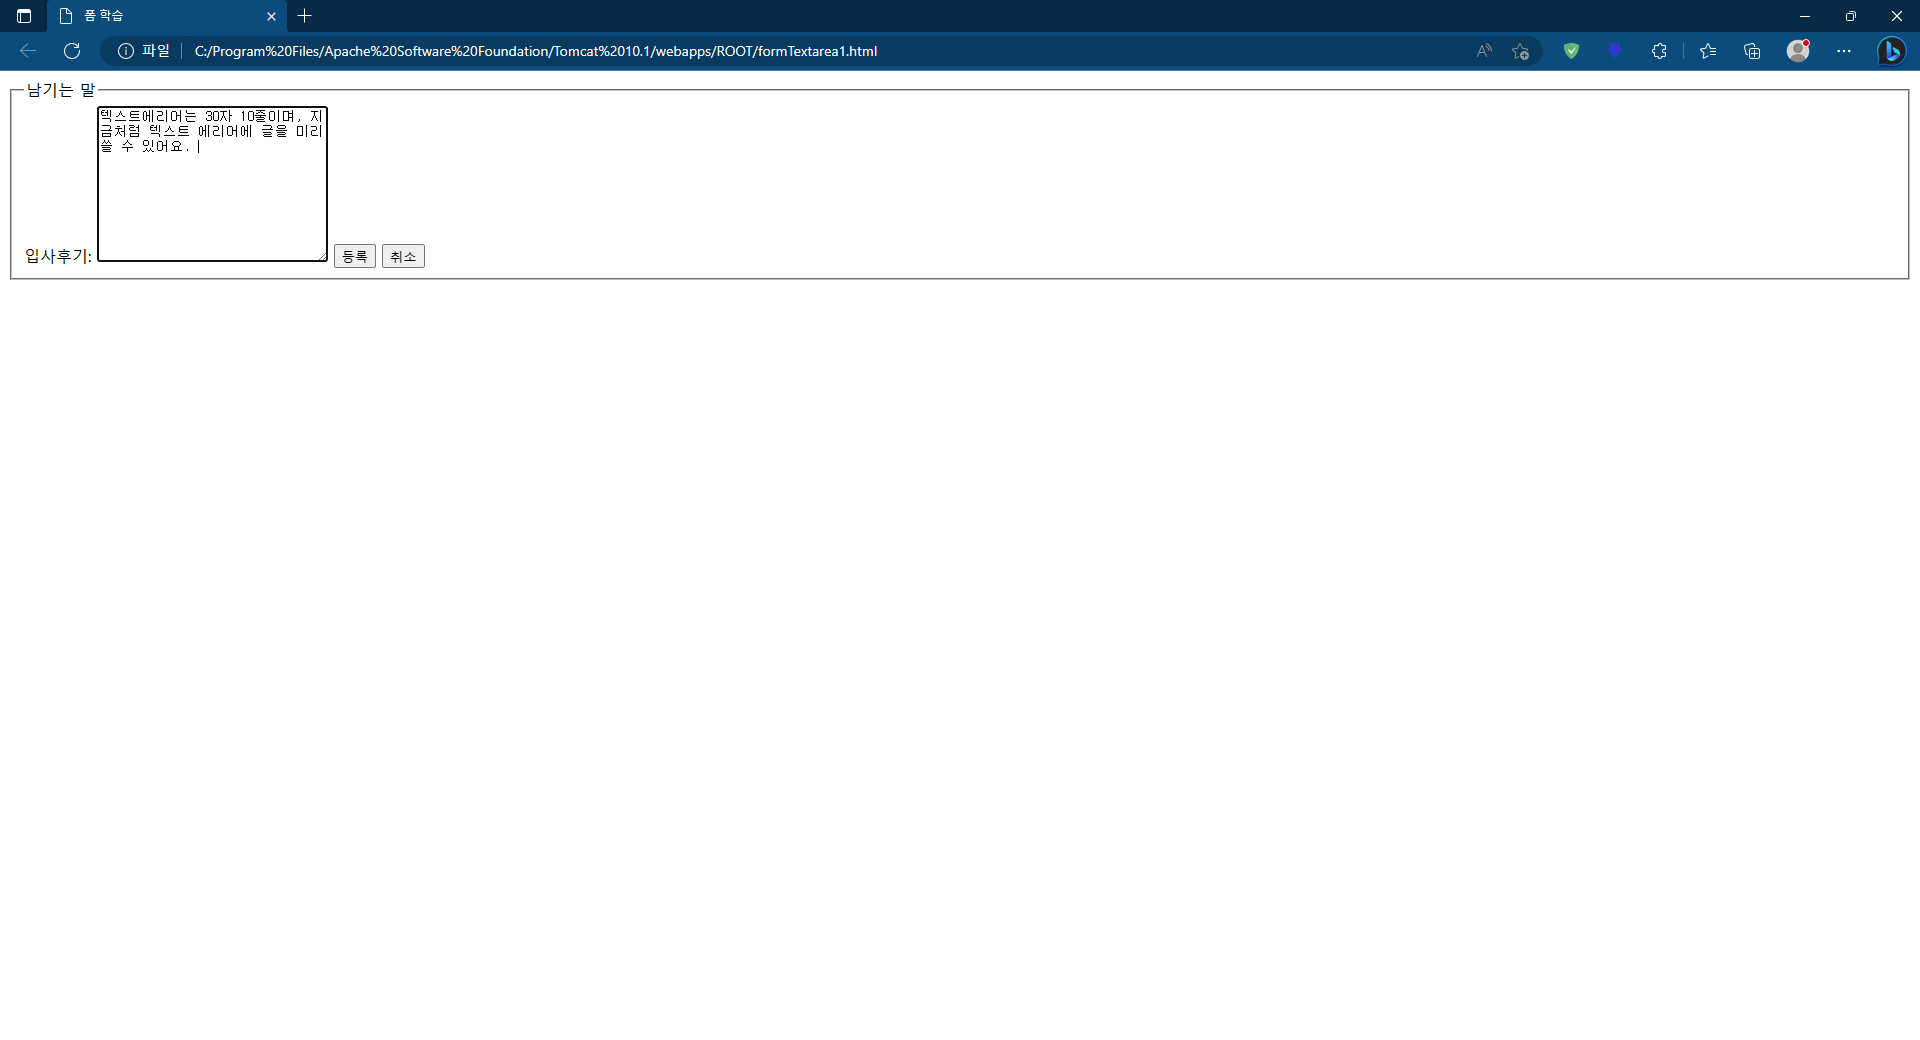 폼 학습
파일
C:/Program%20Files/Apache%20Software%20Foundation/Tomcat%2010.1/webapps/ROOT/formTextarea1.html
남기는 말
텍스트에리어는 30자 10줄이며, 지
금처럼 텍스트 에리어에 글을 미리
쓸 수 있어요.
입사후기: 등록 취소